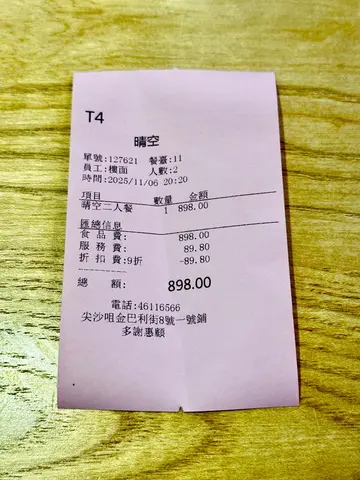 T4
晴空
單號:127621 餐臺:11
員工:樓面 人數:2
時間:2025/11/06 20:20
項目 數量 金額
晴空二人餐 1 898.00
匯總信息
食品費: 898.00
服務費: 89.80
折扣費:9折 -89.80
----------
總 額: 898.00
電話:46116566
尖沙咀金巴利街8號一號鋪
多謝惠顧